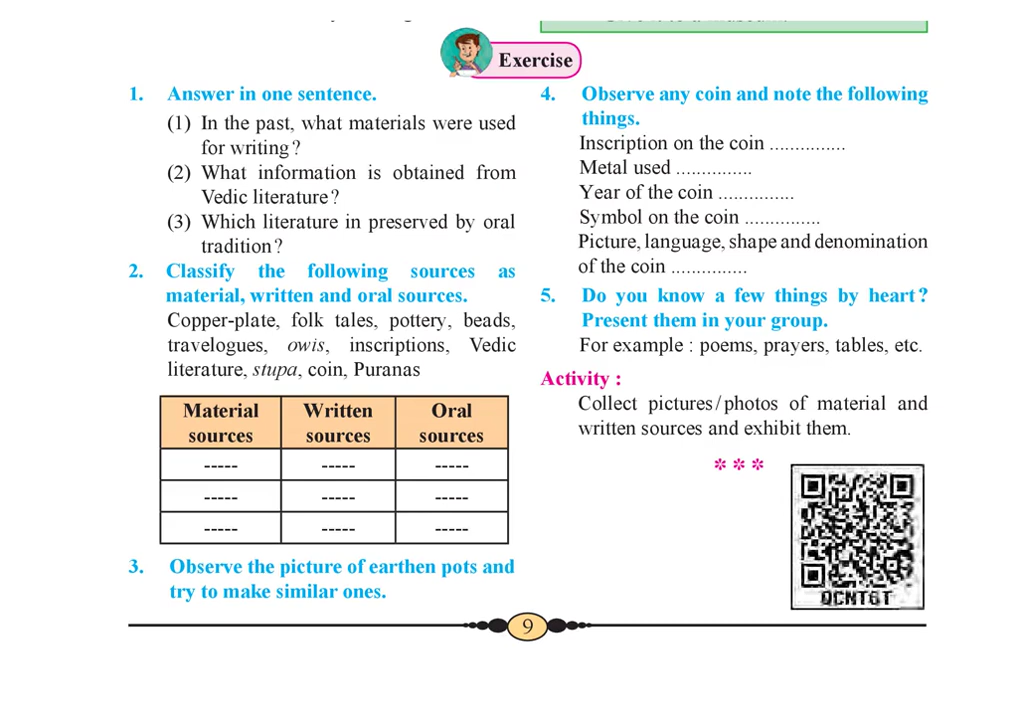 Exercise
1. Answer in one sentence.
(1) In the past, what materials were used
for writing?
(2) What information is obtained from
Vedic literature?
(3) Which literature in preserved by oral
tradition?
2. Classify the following sources as
material, written and oral sources.
Copper-plate, folk tales, pottery, beads,
travelogues, owis, inscriptions, Vedic
literature, stupa, coin, Puranas
Material sources Written sources Oral sources
----- ----- -----
----- ----- -----
----- ----- -----
3. Observe the picture of earthen pots and
try to make similar ones.
4. Observe any coin and note the following
things.
Inscription on the coin ...............
Metal used ...............
Year of the coin ...............
Symbol on the coin ...............
Picture, language, shape and denomination
of the coin ...............
5. Do you know a few things by heart?
Present them in your group.
For example : poems, prayers, tables, etc.
Activity :
Collect pictures/photos of material and
written sources and exhibit them.
* * *
9